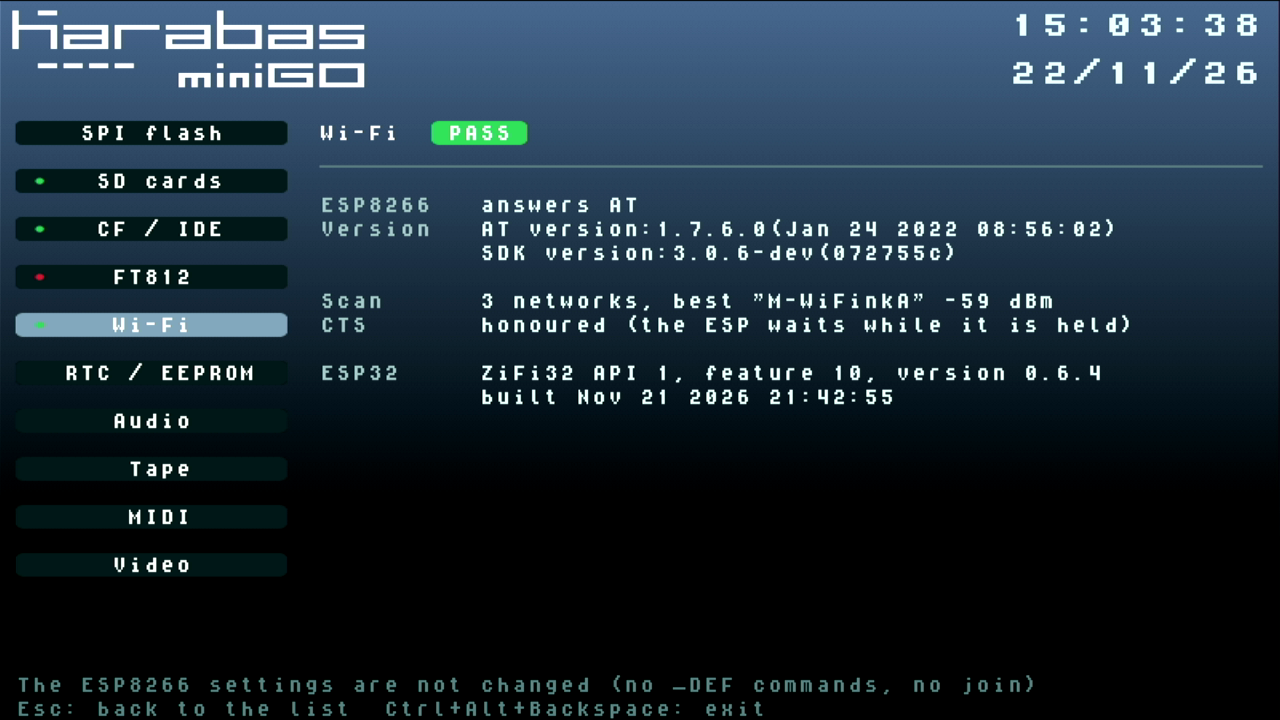 karabas
miniGO
15:03:38
22/11/26
SPI flash
SD cards
CF / IDE
FT812
Wi-Fi
RTC / EEPROM
Audio
Tape
MIDI
Video
Wi-Fi PASS
ESP8266 answers AT
Version AT version:1.7.6.0(Jan 24 2022 08:56:02)
SDK version:3.0.6-dev(072755c)
Scan 3 networks, best "M-WiFinkA" -59 dBm
CTS honoured (the ESP waits while it is held)
ESP32 ZiFi32 API 1, feature 10, version 0.6.4
built Nov 21 2026 21:42:55
The ESP8266 settings are not changed (no _DEF commands, no join)
Esc: back to the list Ctrl+Alt+Backspace: exit